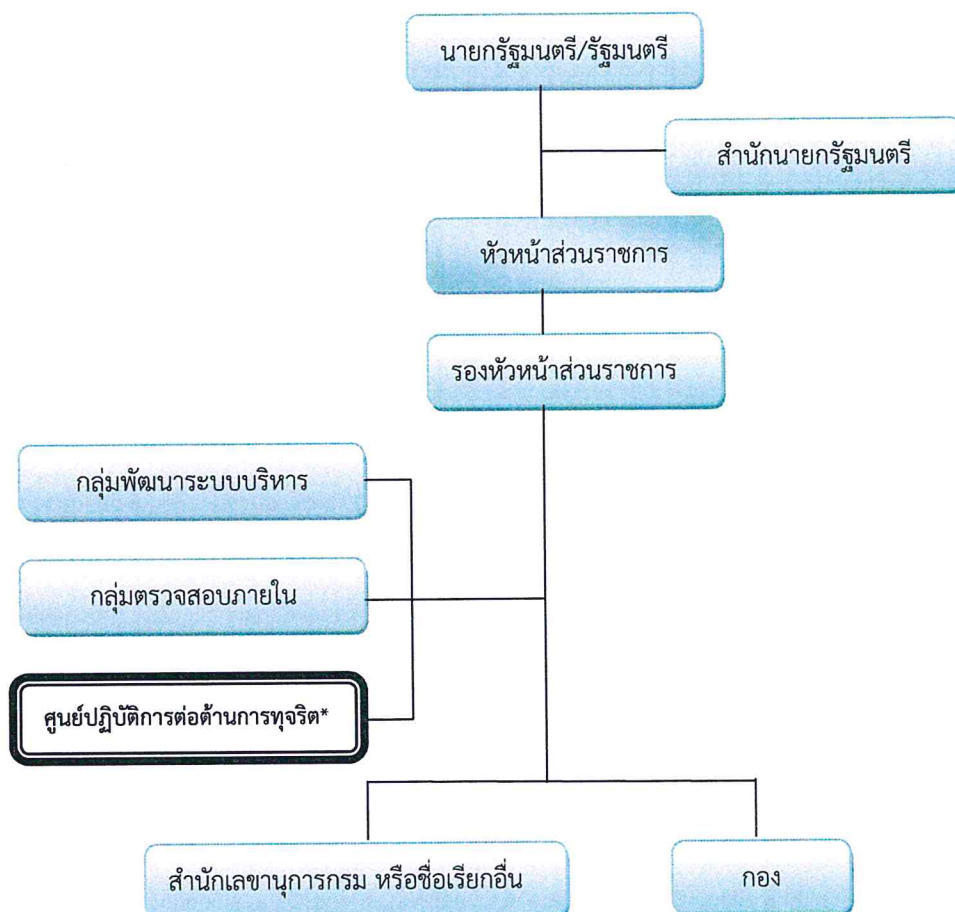 นายกรัฐมนตรี/รัฐมนตรี
สำนักนายกรัฐมนตรี
หัวหน้าส่วนราชการ
รองหัวหน้าส่วนราชการ
กลุ่มพัฒนาระบบบริหาร
กลุ่มตรวจสอบภายใน
ศูนย์ปฏิบัติการต่อต้านการทุจริต*
สำนักเลขานุการกรม หรือชื่อเรียกอื่น
กอง